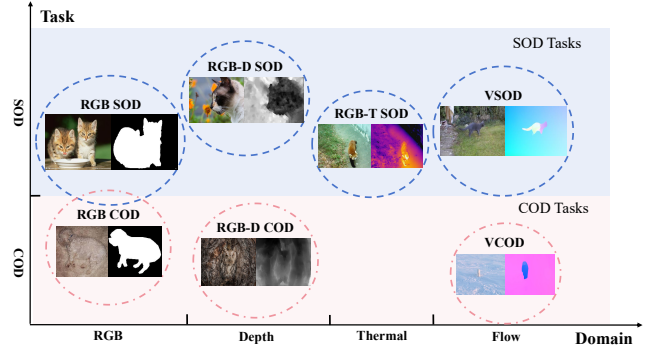 Task
SOD Tasks
RGB-D SOD
VSOD
RGB SOD
RGB-T SOD
SOD
COD Tasks
RGB COD
RGB-D COD
VCOD
COD
RGB
Depth
Thermal
Flow
Domain